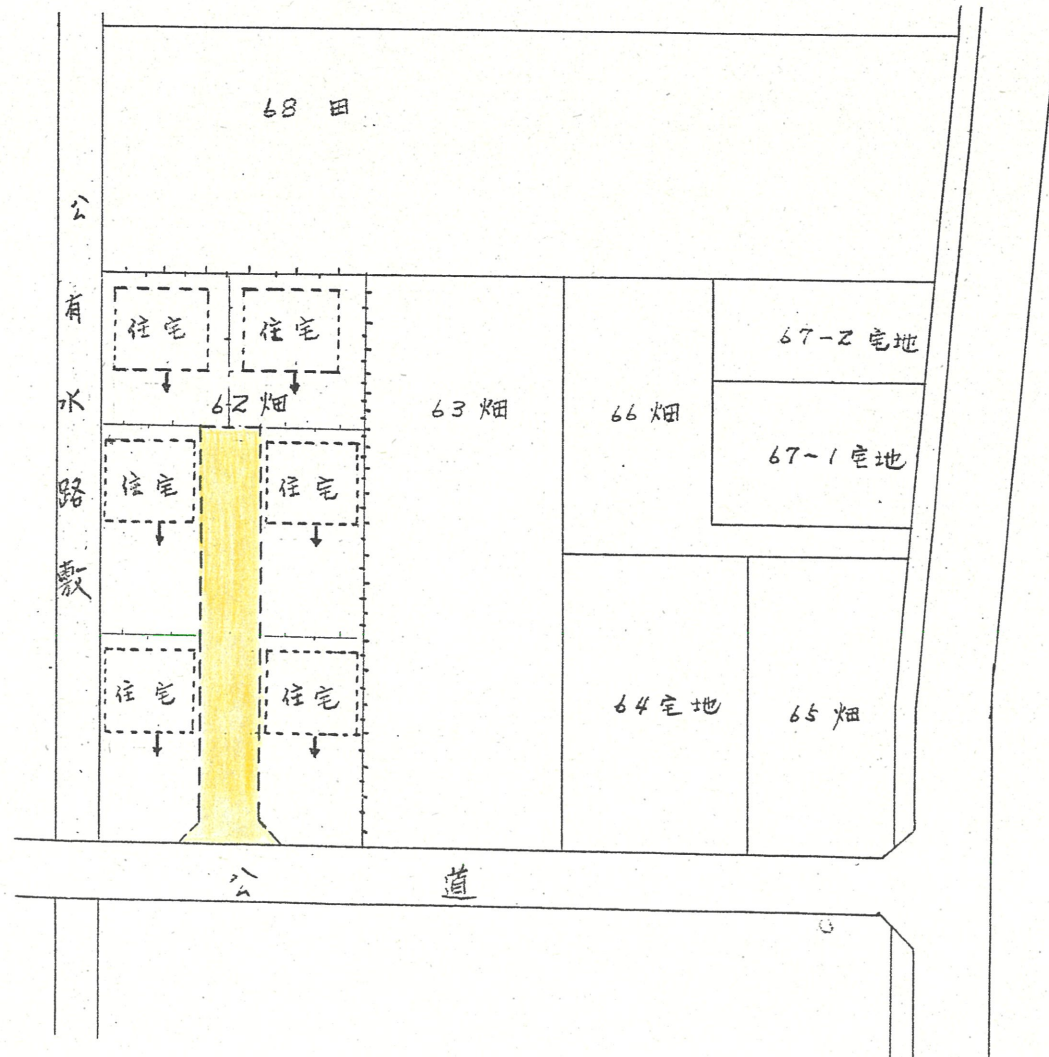 68 田
公有水路敷
住宅
住宅
62 畑
63 畑
66 畑
67-2 宅地
67-1 宅地
住宅
住宅
住宅
住宅
64 宅地
65 畑
公道